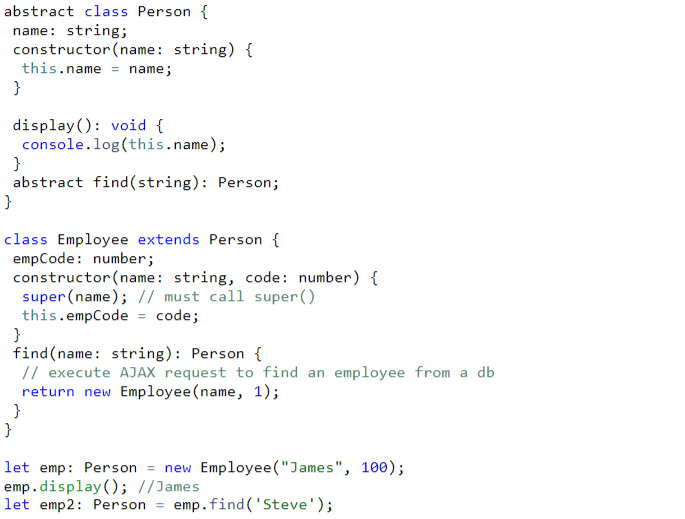 abstract class Person {
name: string;
constructor(name: string) {
this.name = name;
}
display(): void {
console.log(this.name);
}
abstract find(string): Person;
}
class Employee extends Person {
empCode: number;
constructor(name: string, code: number) {
super(name); // must call super()
this.empCode = code;
}
find(name: string): Person {
// execute AJAX request to find an employee from a db
return new Employee(name, 1);
}
}
let emp: Person = new Employee("James", 100);
emp.display(); //James
let emp2: Person = emp.find('Steve');